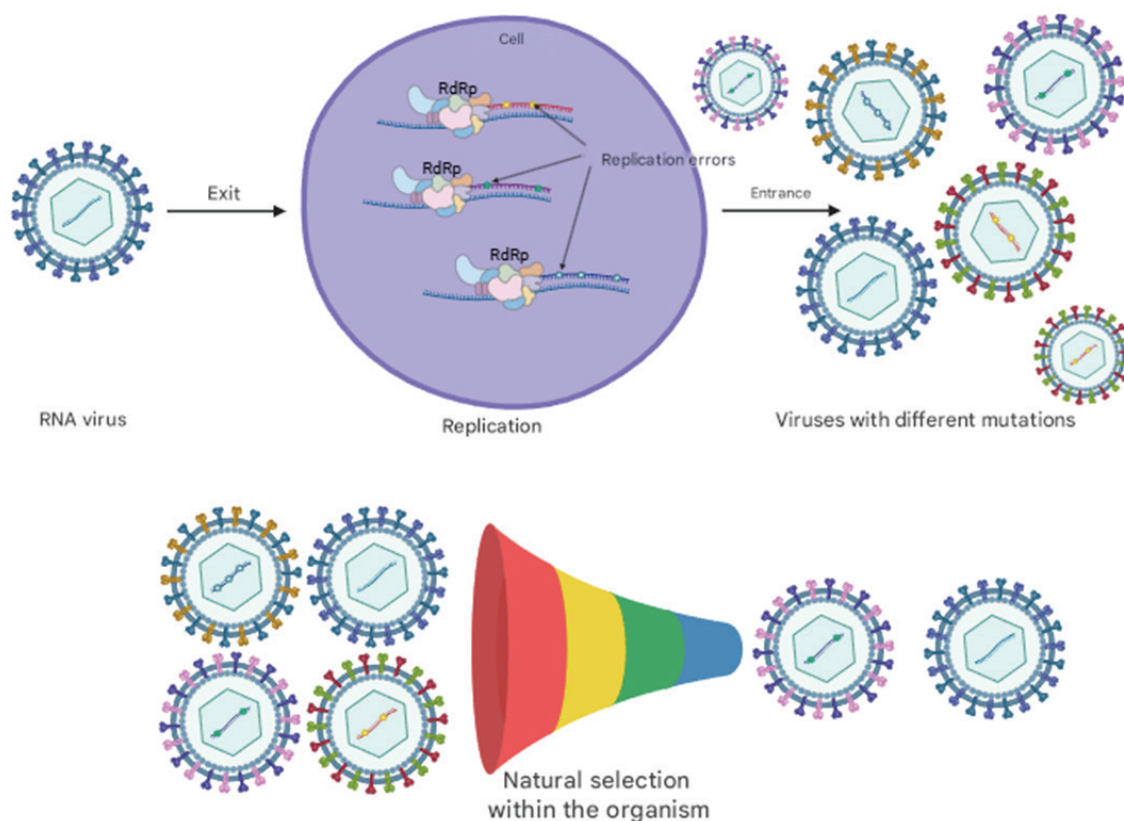 Cell
RdRp
Exit
RdRp
Replication errors
Entrance
RdRp
RNA virus
Replication
Viruses with different mutations
Natural selection
within the organism